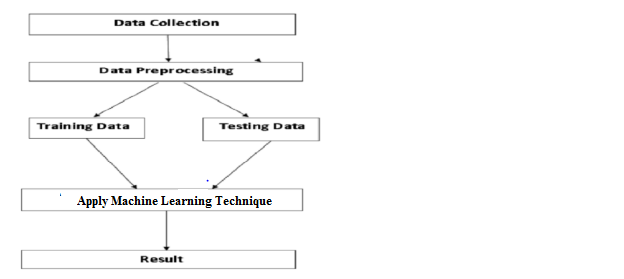 Data Collection
Data Preprocessing
Training Data
Testing Data
Apply Machine Learning Technique
Result